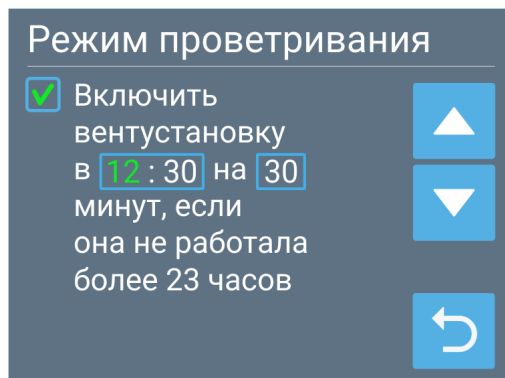 Режим проветривания
Включить
вентустановку
в 12 : 30 на 30
минут, если
она не работала
более 23 часов